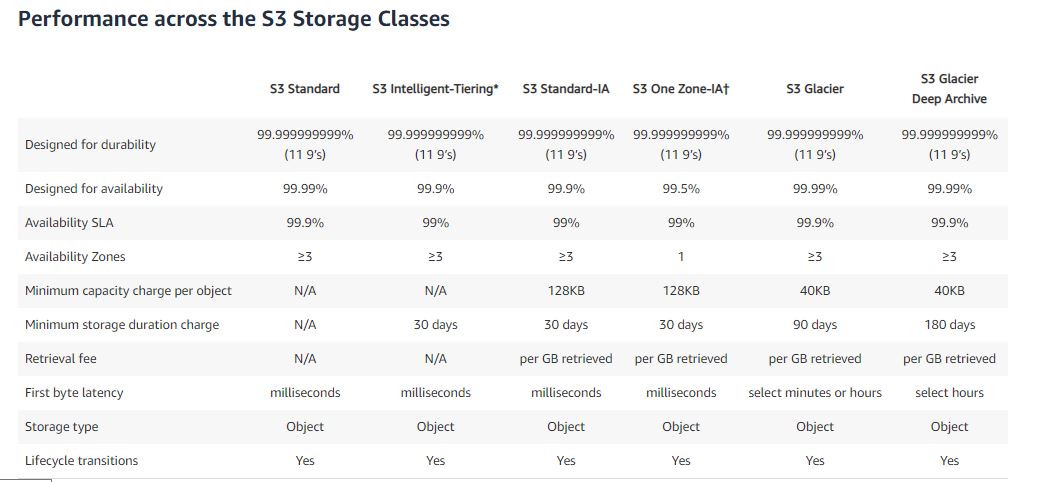 Performance across the S3 Storage Classes
S3 Standard S3 Intelligent-Tiering* S3 Standard-IA S3 One Zone-IA† S3 Glacier S3 Glacier
Deep Archive
Designed for durability 99.999999999% (11 9’s) 99.999999999% (11 9’s) 99.999999999% (11 9’s) 99.999999999% (11 9’s) 99.999999999% (11 9’s) 99.999999999% (11 9’s)
Designed for availability 99.99% 99.9% 99.9% 99.5% 99.99% 99.99%
Availability SLA 99.9% 99% 99% 99% 99.9% 99.9%
Availability Zones ≥3 ≥3 ≥3 1 ≥3 ≥3
Minimum capacity charge per object N/A N/A 128KB 128KB 40KB 40KB
Minimum storage duration charge N/A 30 days 30 days 30 days 90 days 180 days
Retrieval fee N/A N/A per GB retrieved per GB retrieved per GB retrieved per GB retrieved
First byte latency milliseconds milliseconds milliseconds milliseconds select minutes or hours select hours
Storage type Object Object Object Object Object Object
Lifecycle transitions Yes Yes Yes Yes Yes Yes